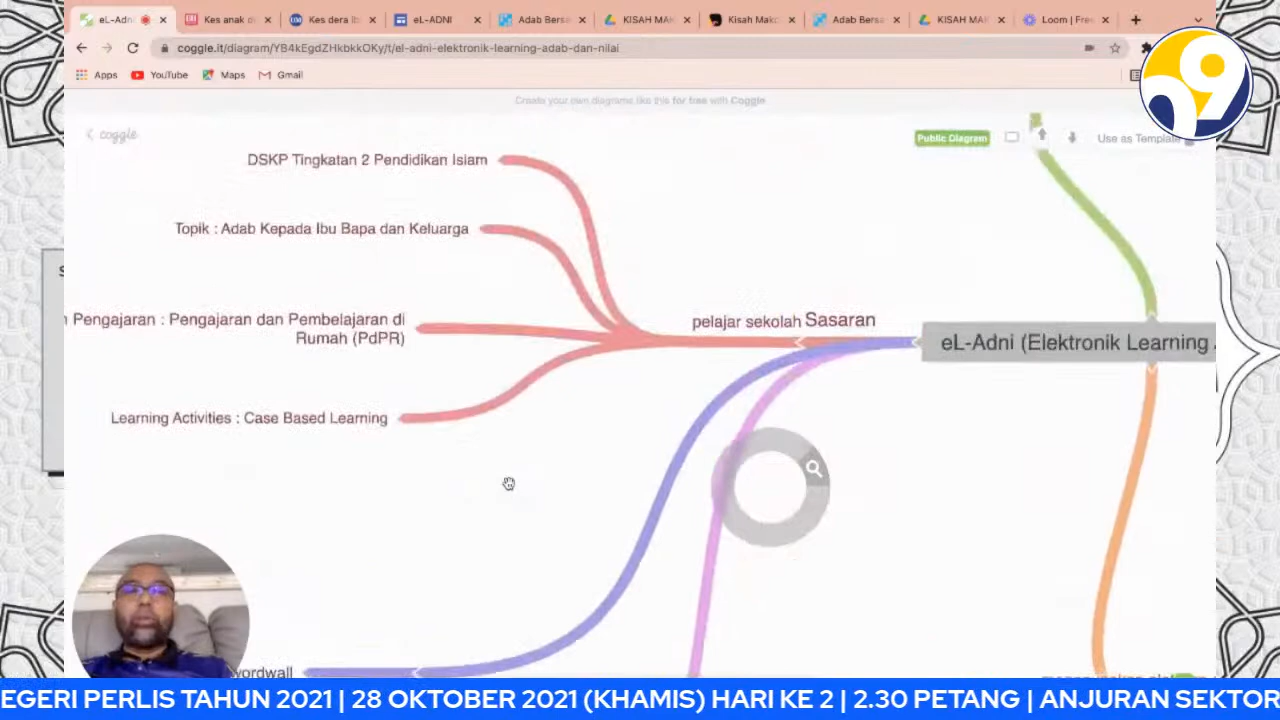 eL-Adni
Kes anak de
Kes dera ib
eL-ADNI
Adab Bersa
KISAH MAK
Kisah Makc
Adab Bersa
KISAH MAK
Loom | Free
coggle.it/diagram/YB4kEgdZHkbkkOKy/t/el-adni-elektronik-learning-adab-dan-nilai
Apps
YouTube
Maps
Gmail
Create your own diagrams like this for free with Coggle
coggle
Public Diagram
Use as Template
DSKP Tingkatan 2 Pendidikan Islam
Topik : Adab Kepada Ibu Bapa dan Keluarga
n Pengajaran : Pengajaran dan Pembelajaran di
Rumah (PdPR)
Learning Activities : Case Based Learning
pelajar sekolah Sasaran
eL-Adni (Elektronik Learning
wordwall
EGERI PERLIS TAHUN 2021 | 28 OKTOBER 2021 (KHAMIS) HARI KE 2 | 2.30 PETANG | ANJURAN SEKTOR